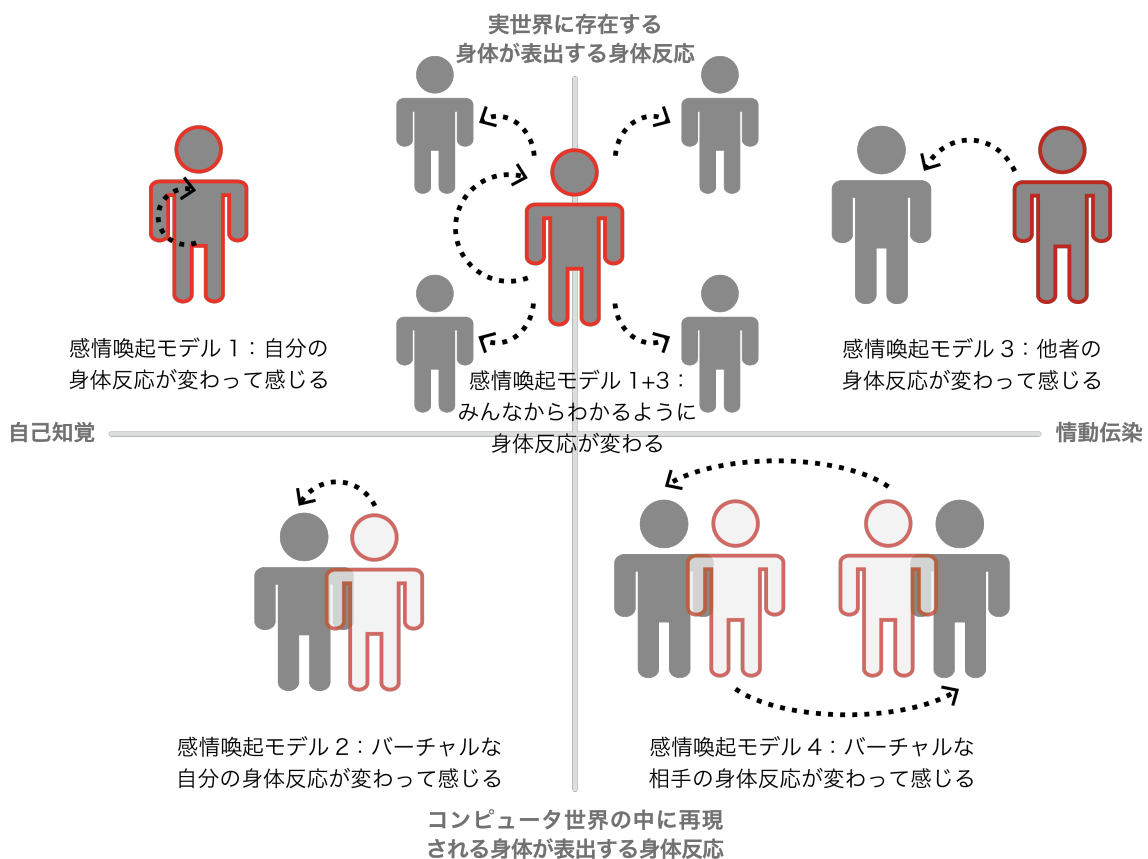 実世界に存在する
身体が表出する身体反応
感情喚起モデル1：自分の
身体反応が変わって感じる
感情喚起モデル1+3：
みんなからわかるように
身体反応が変わる
感情喚起モデル3：他者の
身体反応が変わって感じる
自己知覚
情動伝染
感情喚起モデル2：バーチャルな
自分の身体反応が変わって感じる
感情喚起モデル4：バーチャルな
相手の身体反応が変わって感じる
コンピュータ世界の中に再現
される身体が表出する身体反応